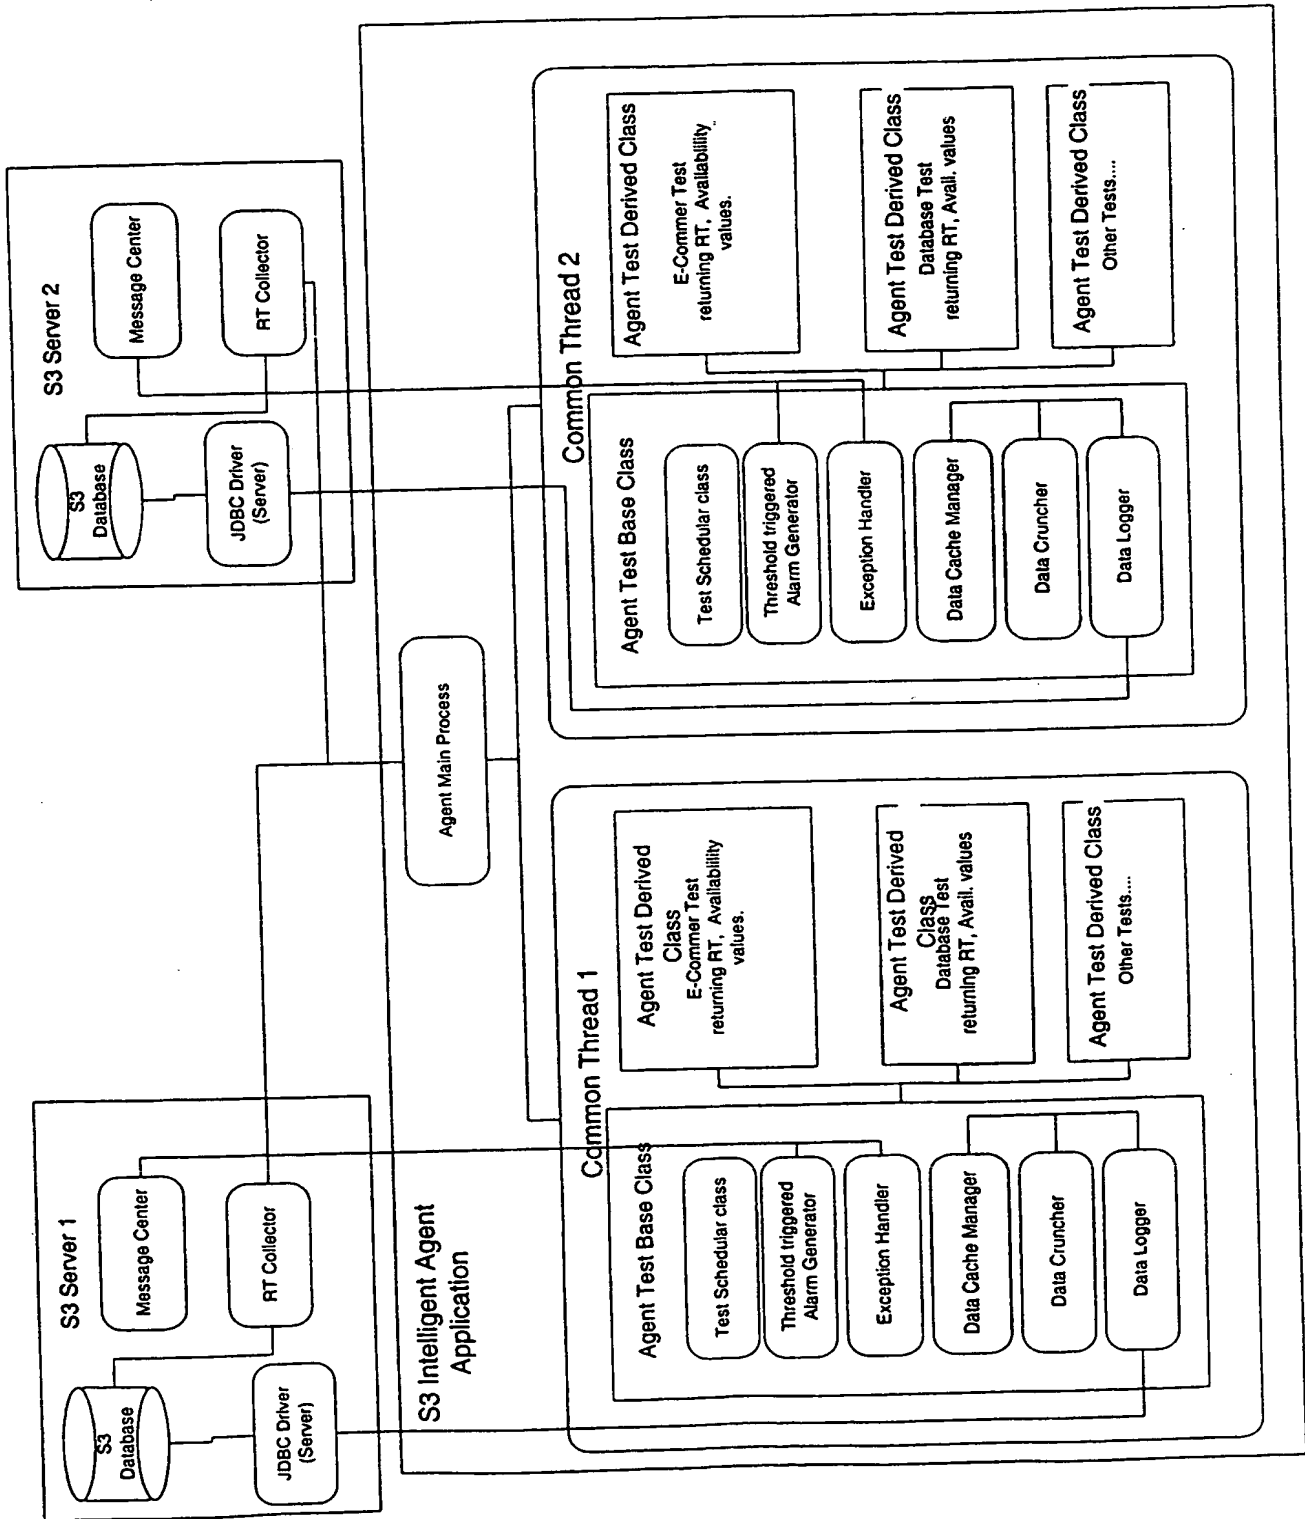 S3 Server 1
S3
Database
JDBC Driver
(Server)
Message Center
RT Collector
S3 Server 2
S3
Database
JDBC Driver
(Server)
Message Center
RT Collector
S3 Intelligent Agent
Application
Agent Main Process
Common Thread 1
Agent Test Base Class
Test Schedular class
Threshold triggered
Alarm Generator
Exception Handler
Data Cache Manager
Data Cruncher
Data Logger
Agent Test Derived
Class
E-Commer Test
returning RT, Availability
values.
Agent Test Derived
Class
Database Test
returning RT, Avail. values
Agent Test Derived Class
Other Tests....
Common Thread 2
Agent Test Base Class
Test Schedular class
Threshold triggered
Alarm Generator
Exception Handler
Data Cache Manager
Data Cruncher
Data Logger
Agent Test Derived Class
E-Commer Test
returning RT, Availability
values.
Agent Test Derived Class
Database Test
returning RT, Avail. values
Agent Test Derived Class
Other Tests....